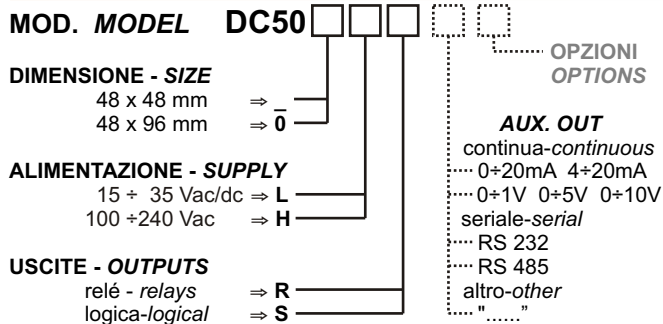 MOD. MODEL DC50
OPZIONI
OPTIONS
DIMENSIONE - SIZE
48 x 48 mm ⇒ _
48 x 96 mm ⇒ 0
ALIMENTAZIONE - SUPPLY
15 ÷ 35 Vac/dc ⇒ L
100 ÷240 Vac ⇒ H
USCITE - OUTPUTS
relé - relays ⇒ R
logica-logical ⇒ S
AUX. OUT
continua-continuous
0÷20mA 4÷20mA
0÷1V 0÷5V 0÷10V
seriale-serial
RS 232
RS 485
altro-other
"......”